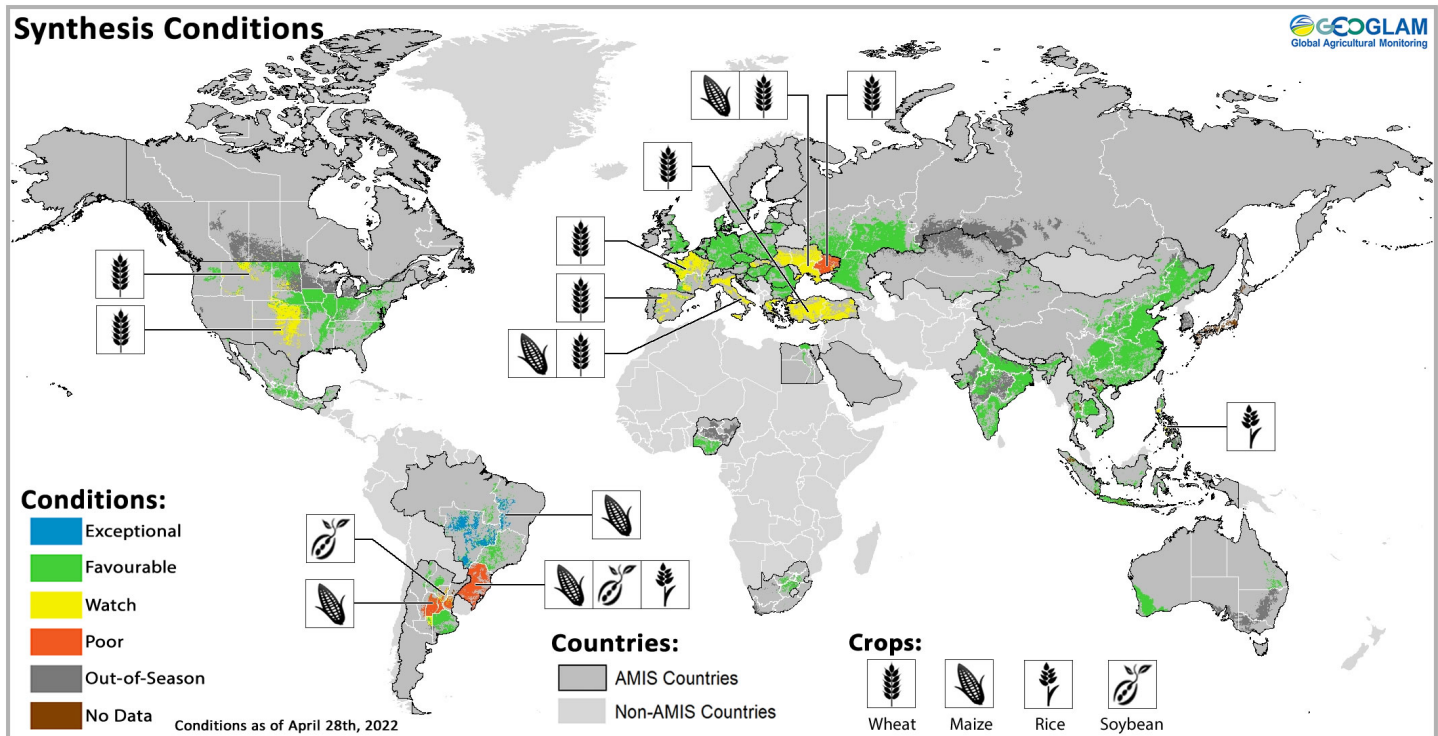 Synthesis Conditions
GEOGLAM
Global Agricultural Monitoring
Conditions:
Exceptional
Favourable
Watch
Poor
Out-of-Season
No Data
Conditions as of April 28th, 2022
Countries:
AMIS Countries
Non-AMIS Countries
Crops:
Wheat
Maize
Rice
Soybean